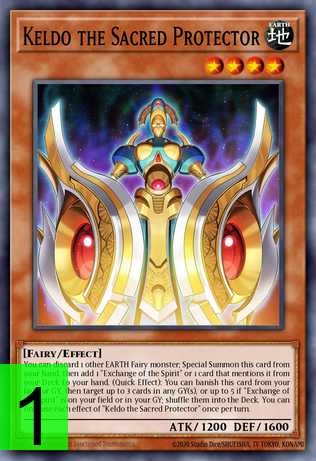 KELDO THE SACRED PROTECTOR
EARTH
地
[FAIRY/EFFECT]
You can discard 1 other EARTH Fairy monster; Special Summon this card from
your hand, then add 1 "Exchange of the Spirit" or 1 card that mentions it from
your Deck to your hand. (Quick Effect): You can banish this card from your
field or GY, then target up to 3 cards in any GY(s), or up to 5 if "Exchange of
the Spirit" is on your field or in your GY; shuffle them into the Deck. You can
only use each effect of "Keldo the Sacred Protector" once per turn.
ATK/ 1200 DEF/ 1600
1
©2020 Studio Dice/SHUEISHA, TV TOKYO, KONAMI